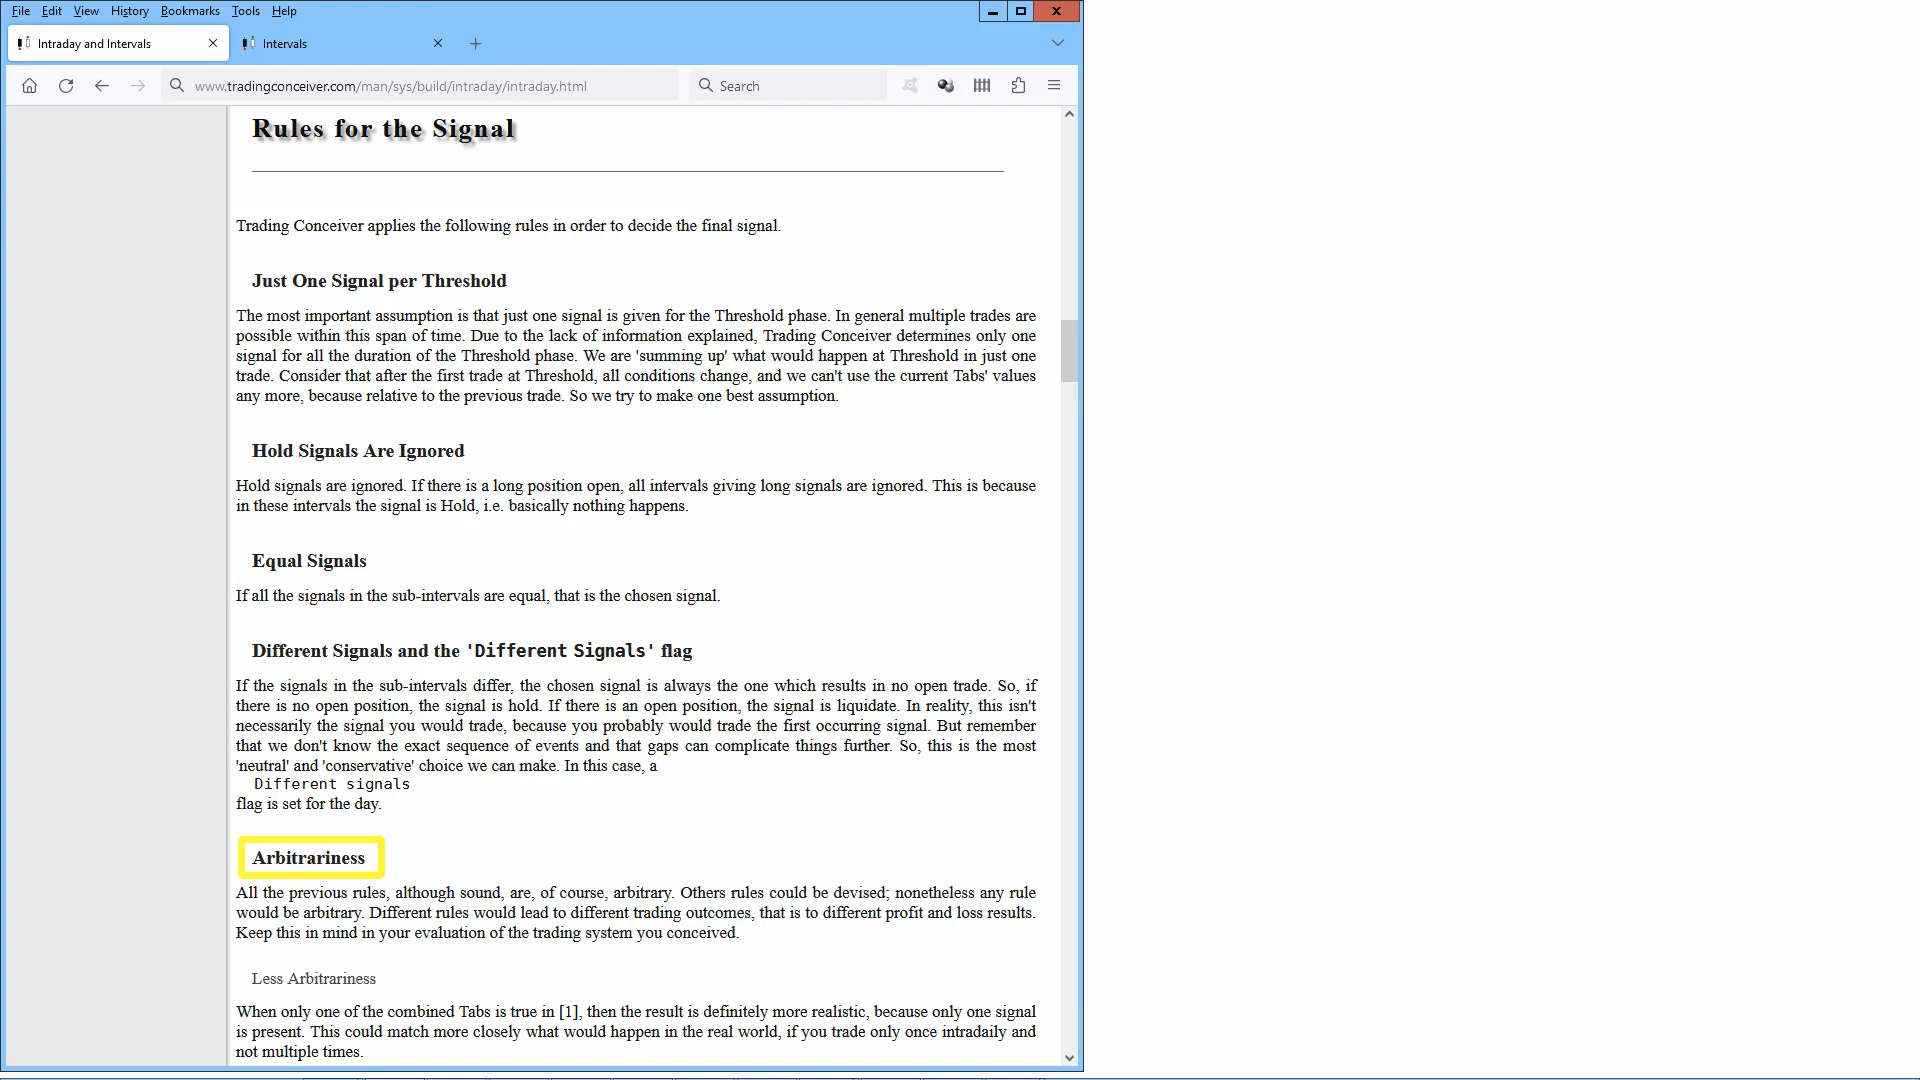 File Edit View History Bookmarks Tools Help
Intraday and Intervals
Intervals
www.tradingconceiver.com/man/sys/build/intraday/intraday.html
Search
Rules for the Signal
Trading Conceiver applies the following rules in order to decide the final signal.
Just One Signal per Threshold
The most important assumption is that just one signal is given for the Threshold phase. In general multiple trades are
possible within this span of time. Due to the lack of information explained, Trading Conceiver determines only one
signal for all the duration of the Threshold phase. We are 'summing up' what would happen at Threshold in just one
trade. Consider that after the first trade at Threshold, all conditions change, and we can't use the current Tabs' values
any more, because relative to the previous trade. So we try to make one best assumption.
Hold Signals Are Ignored
Hold signals are ignored. If there is a long position open, all intervals giving long signals are ignored. This is because
in these intervals the signal is Hold, i.e. basically nothing happens.
Equal Signals
If all the signals in the sub-intervals are equal, that is the chosen signal.
Different Signals and the 'Different Signals' flag
If the signals in the sub-intervals differ, the chosen signal is always the one which results in no open trade. So, if
there is no open position, the signal is hold. If there is an open position, the signal is liquidate. In reality, this isn't
necessarily the signal you would trade, because you probably would trade the first occurring signal. But remember
that we don't know the exact sequence of events and that gaps can complicate things further. So, this is the most
'neutral' and 'conservative' choice we can make. In this case, a
Different signals
flag is set for the day.
Arbitrariness
All the previous rules, although sound, are, of course, arbitrary. Others rules could be devised; nonetheless any rule
would be arbitrary. Different rules would lead to different trading outcomes, that is to different profit and loss results.
Keep this in mind in your evaluation of the trading system you conceived.
Less Arbitrariness
When only one of the combined Tabs is true in [1], then the result is definitely more realistic, because only one signal
is present. This could match more closely what would happen in the real world, if you trade only once intradaily and
not multiple times.